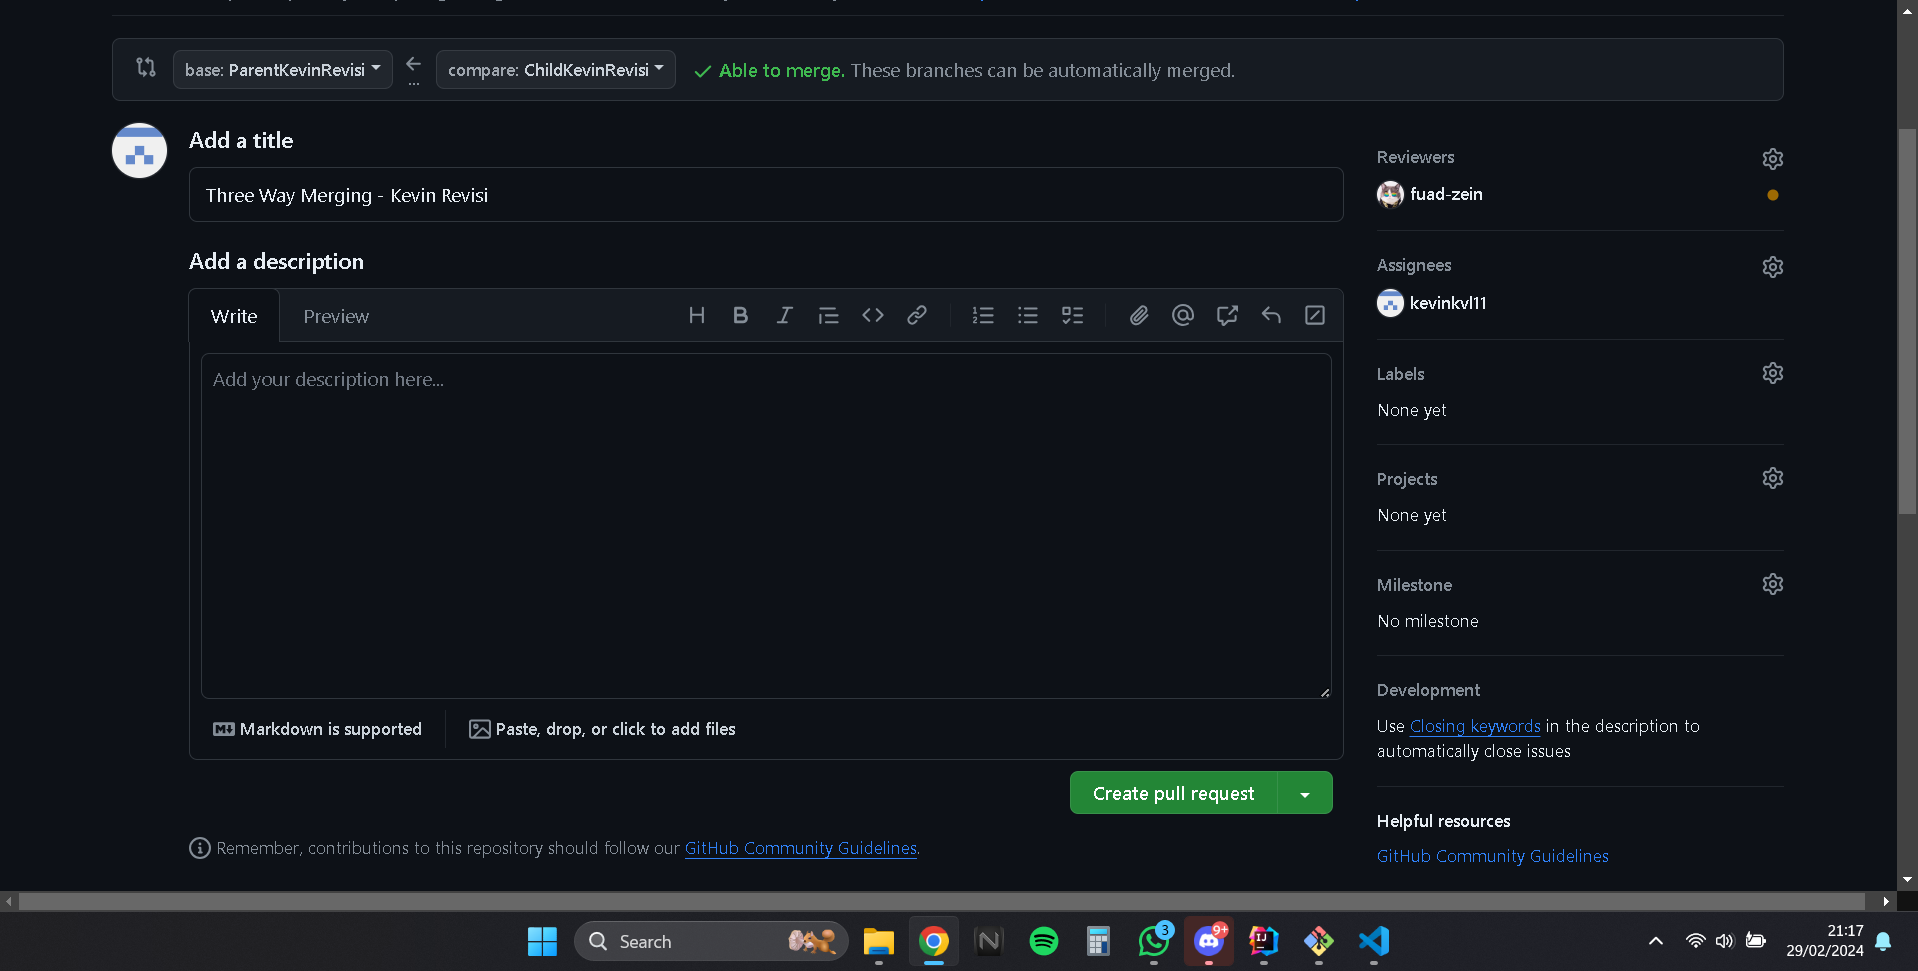 base: ParentKevinRevisi
compare: ChildKevinRevisi
Able to merge. These branches can be automatically merged.
Add a title
Three Way Merging - Kevin Revisi
Add a description
Write
Preview
Add your description here...
Markdown is supported
Paste, drop, or click to add files
Create pull request
Remember, contributions to this repository should follow our GitHub Community Guidelines.
Reviewers
fuad-zein
Assignees
kevinkvl11
Labels
None yet
Projects
None yet
Milestone
No milestone
Development
Use Closing keywords in the description to
automatically close issues
Helpful resources
GitHub Community Guidelines
Search
3
9+
21:17
29/02/2024